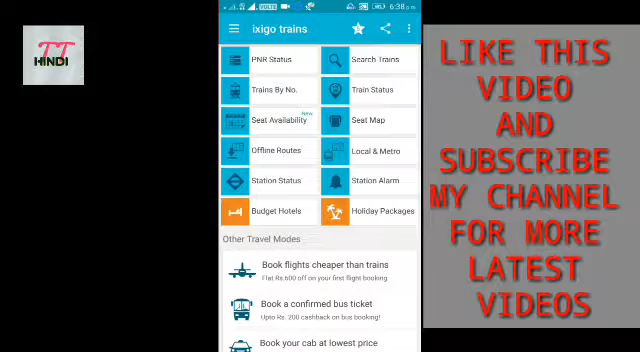 TT
HINDI
VOLTE
6:38pm
ixigo trains
PNR Status
Search Trains
Trains By No.
Train Status
Seat Availability New
Seat Map
Offline Routes
Local & Metro
Station Status
Station Alarm
Budget Hotels
Holiday Packages
Other Travel Modes
Book flights cheaper than trains
Flat Rs.600 off on your first flight booking
Book a confirmed bus ticket
Upto Rs. 200 cashback on bus booking!
Book your cab at lowest price
LIKE THIS
VIDEO
AND
SUBSCRIBE
MY CHANNEL
FOR MORE
LATEST
VIDEOS